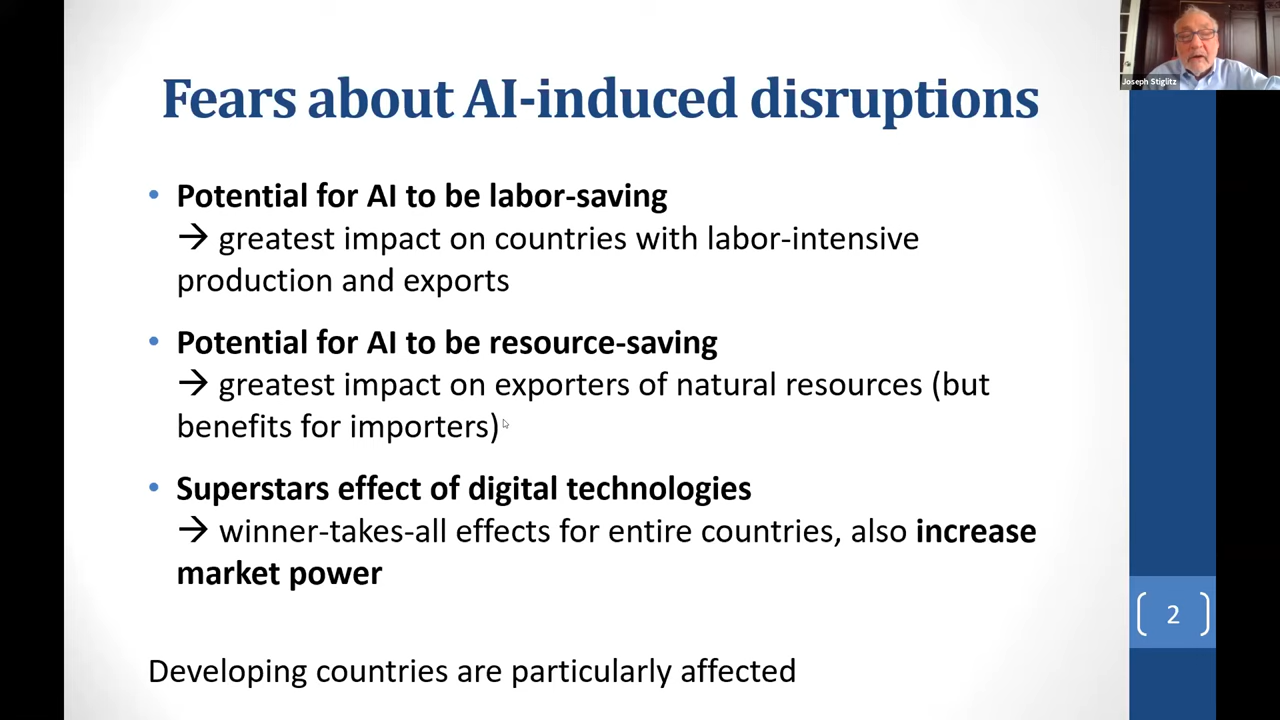 Joseph Stiglitz
Fears about AI-induced disruptions
• Potential for AI to be labor-saving
→ greatest impact on countries with labor-intensive
production and exports
• Potential for AI to be resource-saving
→ greatest impact on exporters of natural resources (but
benefits for importers)
• Superstars effect of digital technologies
→ winner-takes-all effects for entire countries, also increase
market power
2
Developing countries are particularly affected